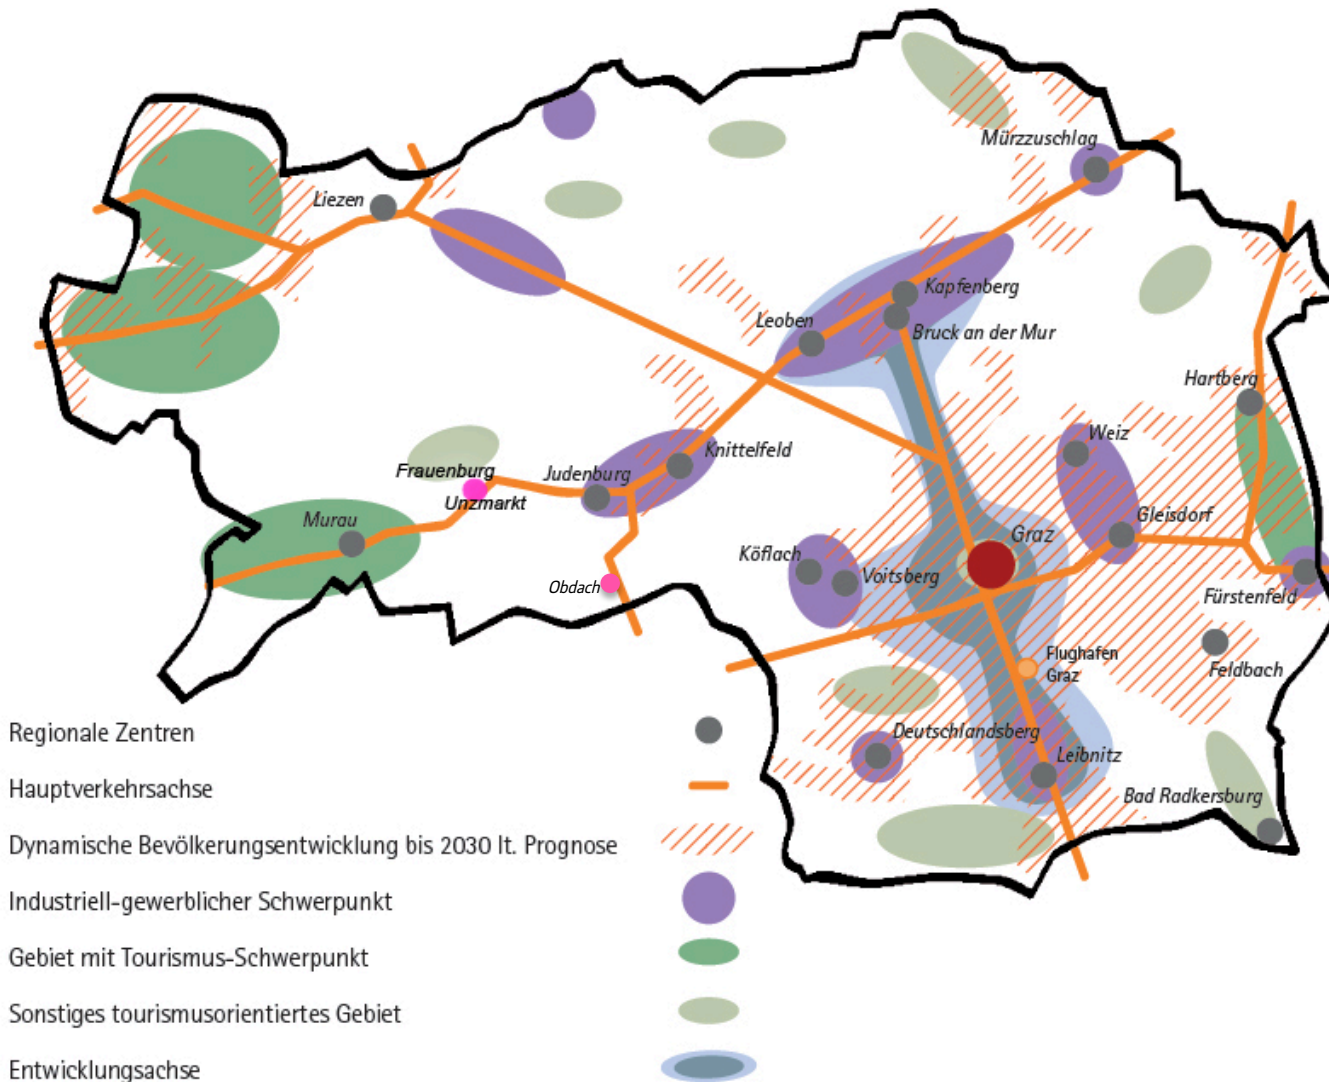 Mürzzuschlag
Liezen
Kapfenberg
Leoben
Bruck an der Mur
Hartberg
Weiz
Knittelfeld
Frauenburg
Judenburg
Unzmarkt
Murau
Gleisdorf
Graz
Köflach
Voitsberg
Obdach
Fürstenfeld
Flughafen
Graz
Feldbach
Deutschlandsberg
Leibnitz
Bad Radkersburg
Regionale Zentren
Hauptverkehrsachse
Dynamische Bevölkerungsentwicklung bis 2030 lt. Prognose
Industriell-gewerblicher Schwerpunkt
Gebiet mit Tourismus-Schwerpunkt
Sonstiges tourismusorientiertes Gebiet
Entwicklungsachse